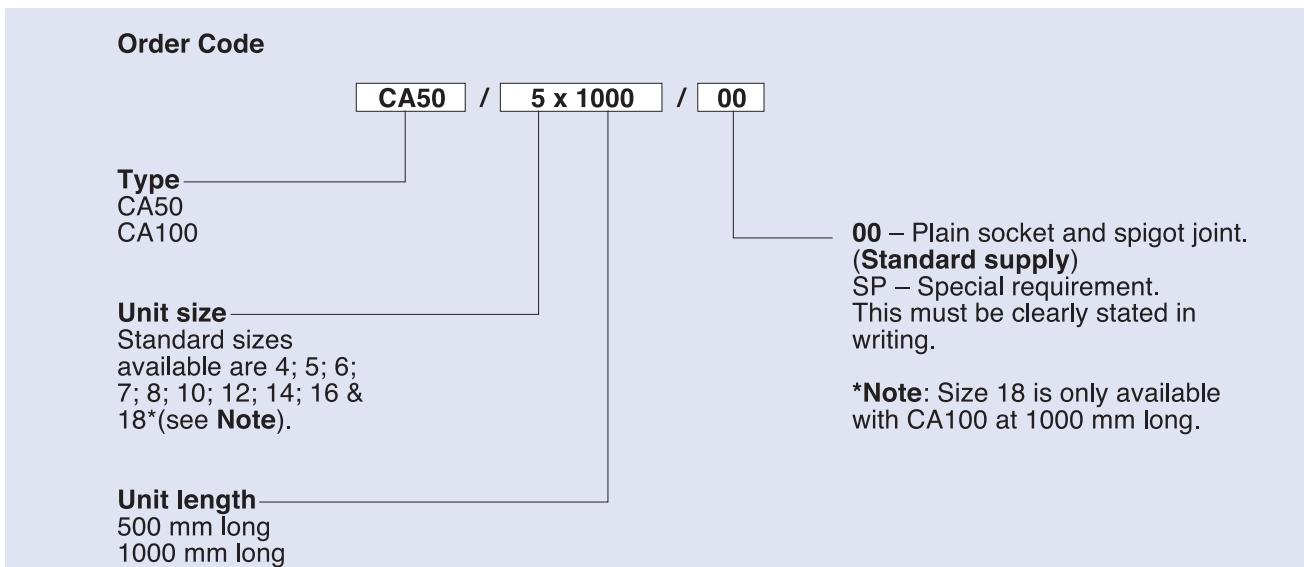 Order Code
CA50 / 5 x 1000 / 00
Type
CA50
CA100
Unit size
Standard sizes
available are 4; 5; 6;
7; 8; 10; 12; 14; 16 &
18*(see Note).
Unit length
500 mm long
1000 mm long
00 – Plain socket and spigot joint.
(Standard supply)
SP – Special requirement.
This must be clearly stated in
writing.
*Note: Size 18 is only available
with CA100 at 1000 mm long.